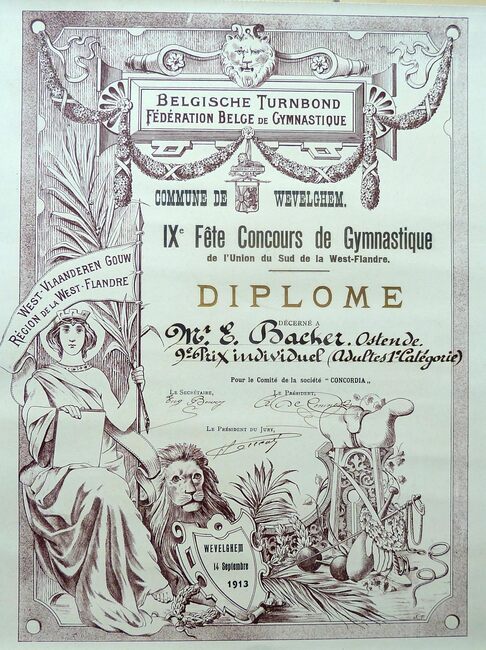 BELGISCHE TURNBOND
FÉDÉRATION BELGE DE GYMNASTIQUE
COMMUNE DE WEVELGHEM.
IXe Fête Concours de Gymnastique
de l'Union du Sud de la West-Flandre.
WEST-VLAANDEREN GOUW
RÉGION DE LA WEST-FLANDRE
DIPLOME
DÉCERNÉ A
Mr E. Bacher. Ostende.
9e Prix individuel (Adultes 1e Catégorie)
Pour le Comité de la société "CONCORDIA„
LE SECRÉTAIRE,
LE PRÉSIDENT,
LE PRÉSIDENT DU JURY,
WEVELGHEM
14 Septembre
1913